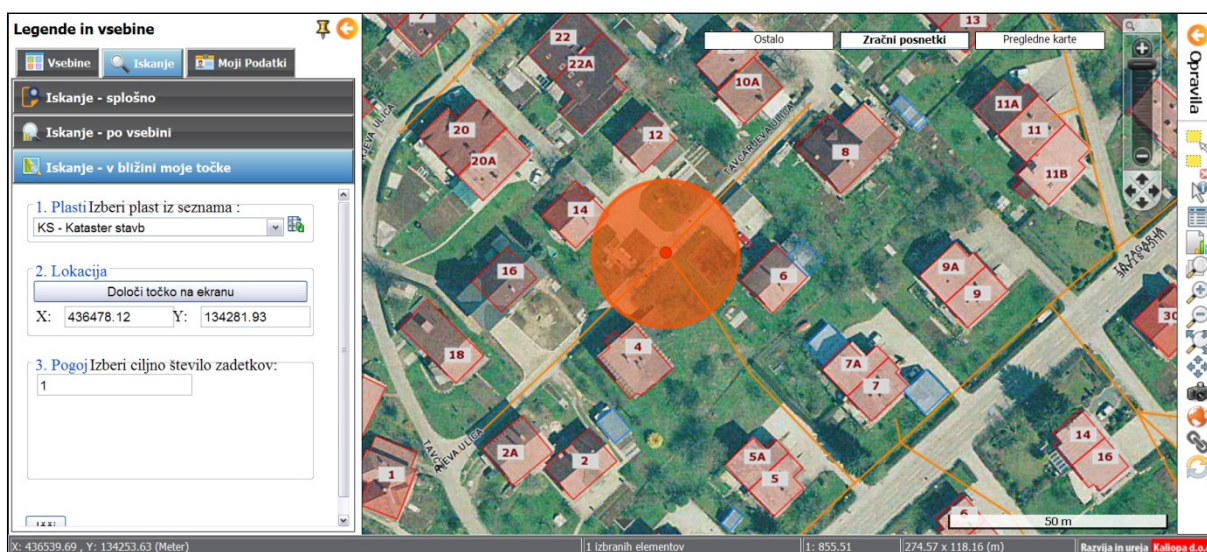 Legende in vsebine
Vsebine
Iskanje
Moji Podatki
Iskanje - splošno
Iskanje - po vsebini
Iskanje - v bližini moje točke
1. Plasti Izberi plast iz seznama :
KS - Kataster stavb
2. Lokacija
Določi točko na ekranu
X: 436478.12 Y: 134281.93
3. Pogoj Izberi ciljno število zadetkov:
1
Ostalo
Zračni posnetki
Pregledne karte
Opravila
7
22
22A
13
10A
12
20
20A
TAVČARJEVA ULICA
8
11A
11
11B
14
16
6
9A
9
30
18
4
7A
7
2A
2
1
5A
5
14
16
6
50 m
X: 436539.69 , Y: 134253.63 (Meter)
1 izbranih elementov
1: 855.51
274.57 x 118.16 (m)
Razvija in ureja Kaliopa d.o.o.